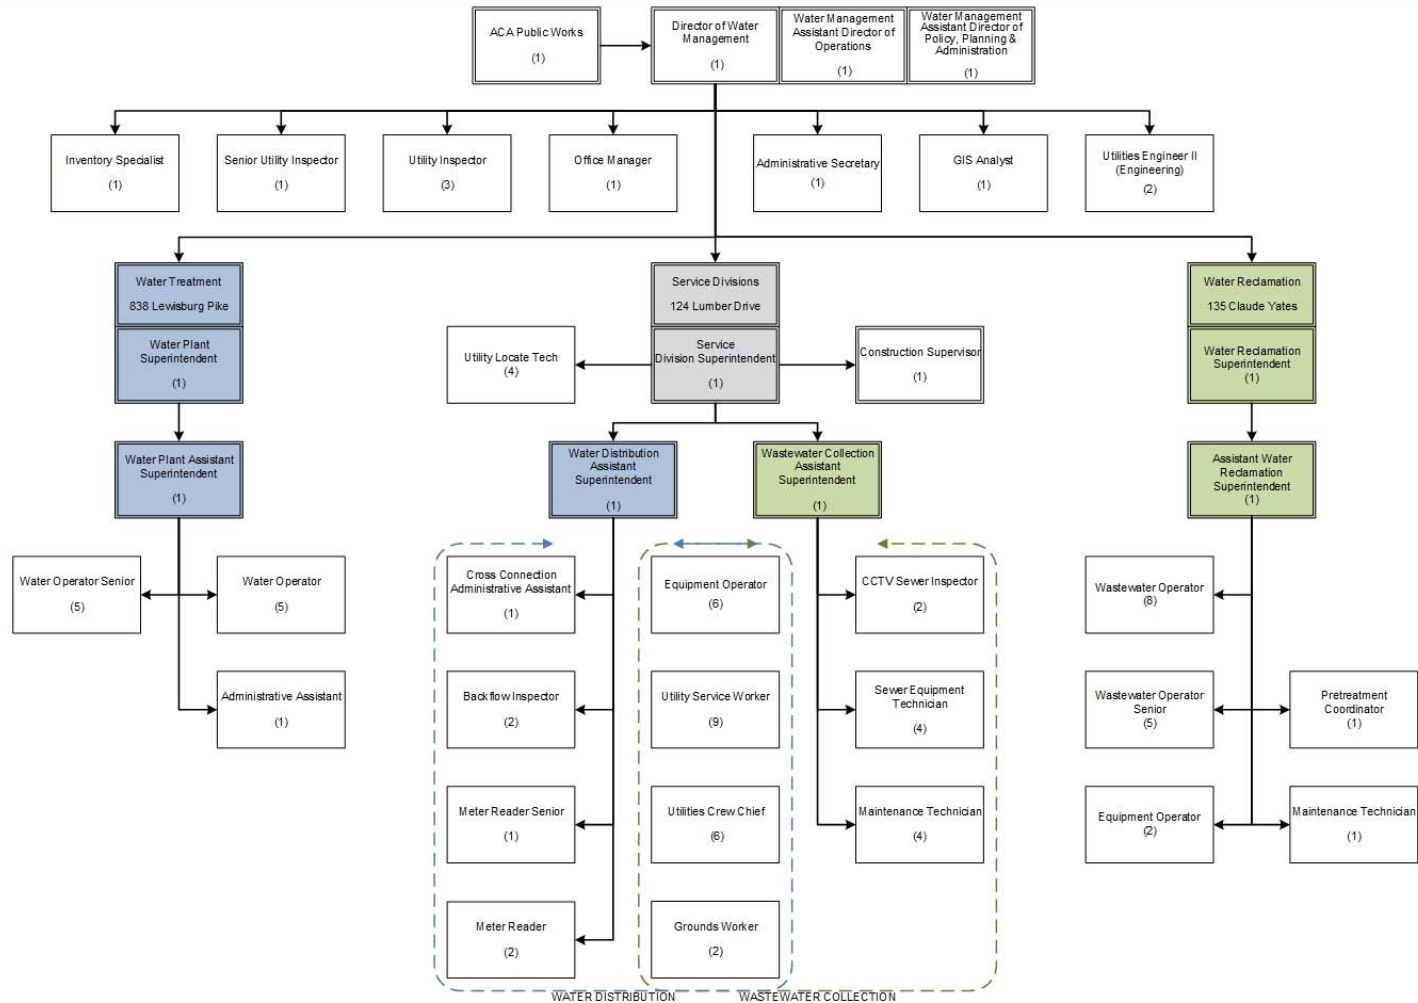 ACA Public Works
(1)
Director of Water
Management
(1)
Water Management
Assistant Director of
Operations
(1)
Water Management
Assistant Director of
Policy, Planning &
Administration
(1)
Inventory Specialist
(1)
Senior Utility Inspector
(1)
Utility Inspector
(3)
Office Manager
(1)
Administrative Secretary
(1)
GIS Analyst
(1)
Utilities Engineer II
(Engineering)
(2)
Water Treatment
838 Lewisburg Pike
Water Plant
Superintendent
(1)
Service Divisions
124 Lumber Drive
Service
Division Superintendent
(1)
Water Reclamation
135 Claude Yates
Water Reclamation
Superintendent
(1)
Utility Locate Tech
(4)
Construction Supervisor
(1)
Water Plant Assistant
Superintendent
(1)
Water Distribution
Assistant
Superintendent
(1)
Wastewater Collection
Assistant
Superintendent
(1)
Assistant Water
Reclamation
Superintendent
(1)
Water Operator Senior
(5)
Water Operator
(5)
Administrative Assistant
(1)
Cross Connection
Administrative Assistant
(1)
Backflow Inspector
(2)
Meter Reader Senior
(1)
Meter Reader
(2)
Equipment Operator
(6)
Utility Service Worker
(9)
Utilities Crew Chief
(6)
Grounds Worker
(2)
CCTV Sewer Inspector
(2)
Sewer Equipment
Technician
(4)
Maintenance Technician
(4)
Wastewater Operator
(8)
Wastewater Operator
Senior
(5)
Pretreatment
Coordinator
(1)
Equipment Operator
(2)
Maintenance Technician
(1)
WATER DISTRIBUTION
WASTEWATER COLLECTION